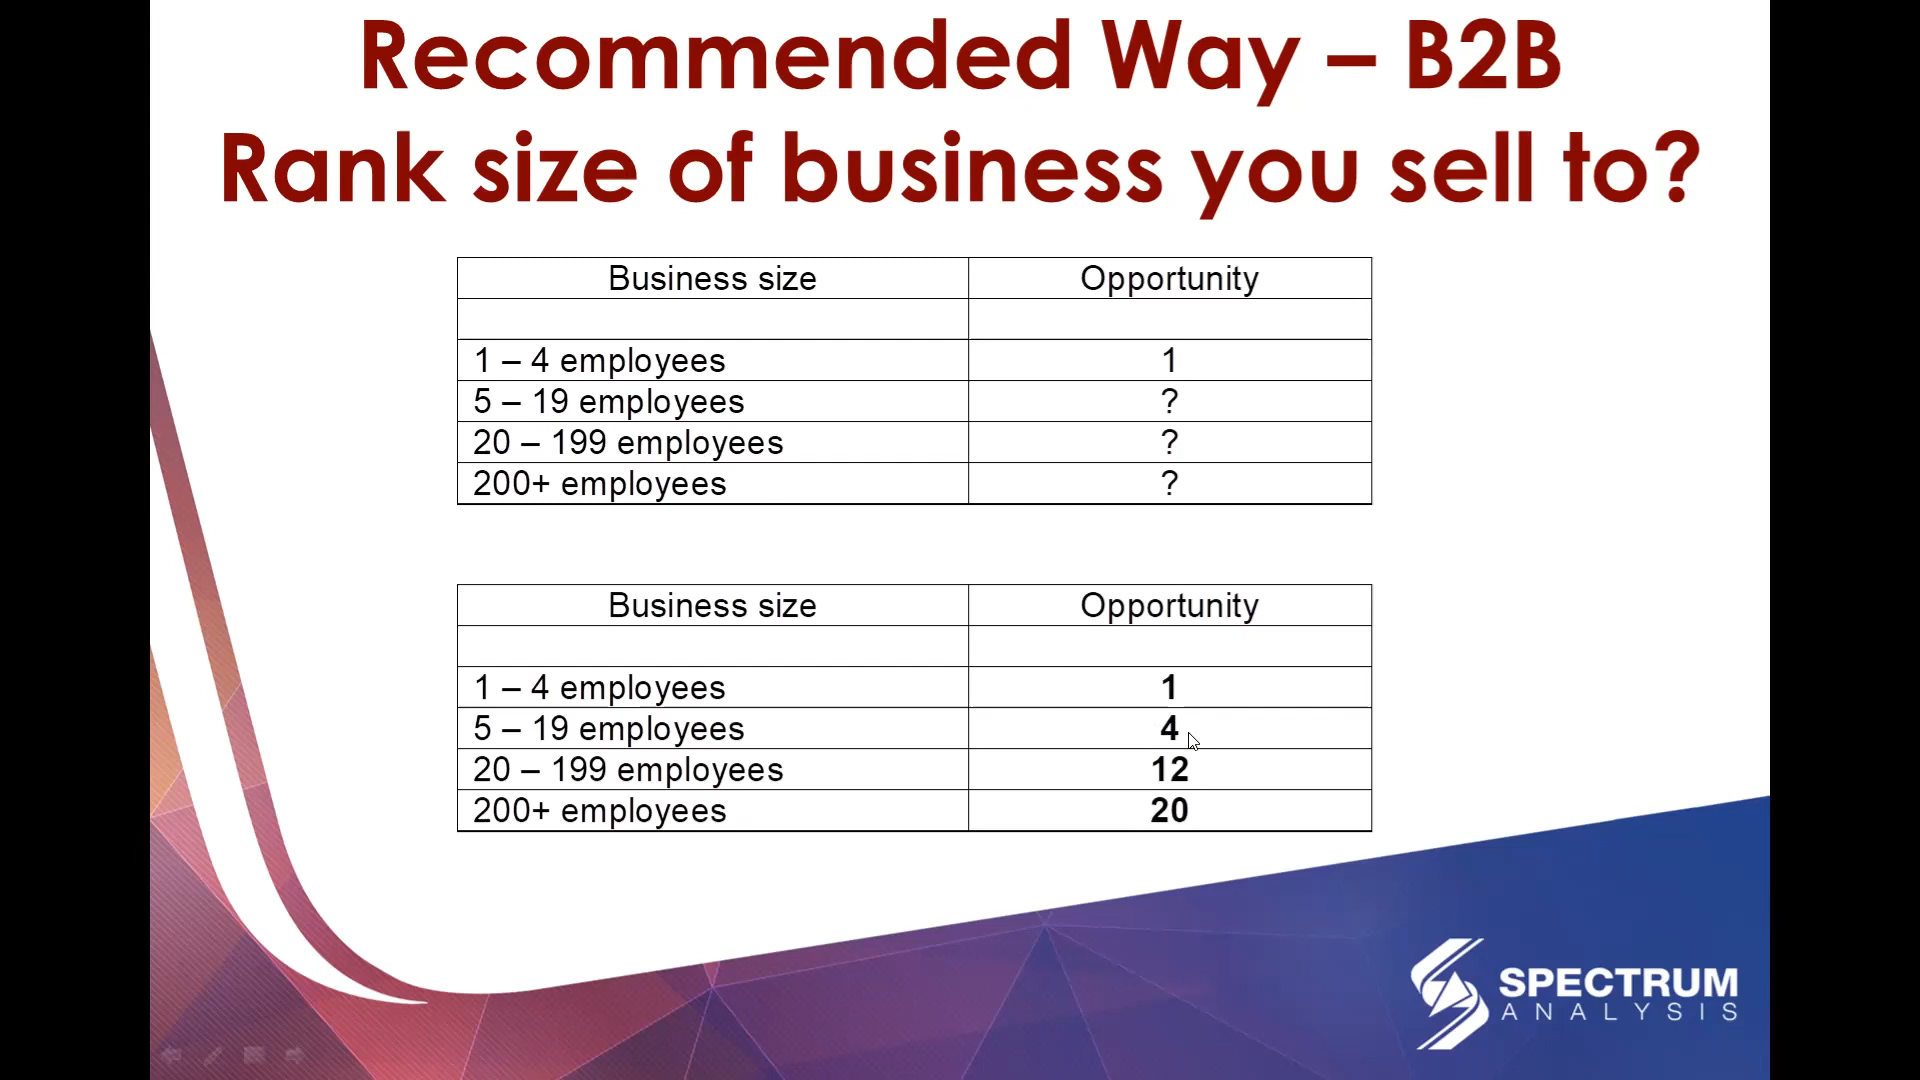 Recommended Way – B2B
Rank size of business you sell to?
Business size Opportunity
1 – 4 employees 1
5 – 19 employees ?
20 – 199 employees ?
200+ employees ?
Business size Opportunity
1 – 4 employees 1
5 – 19 employees 4
20 – 199 employees 12
200+ employees 20
SPECTRUM
ANALYSIS